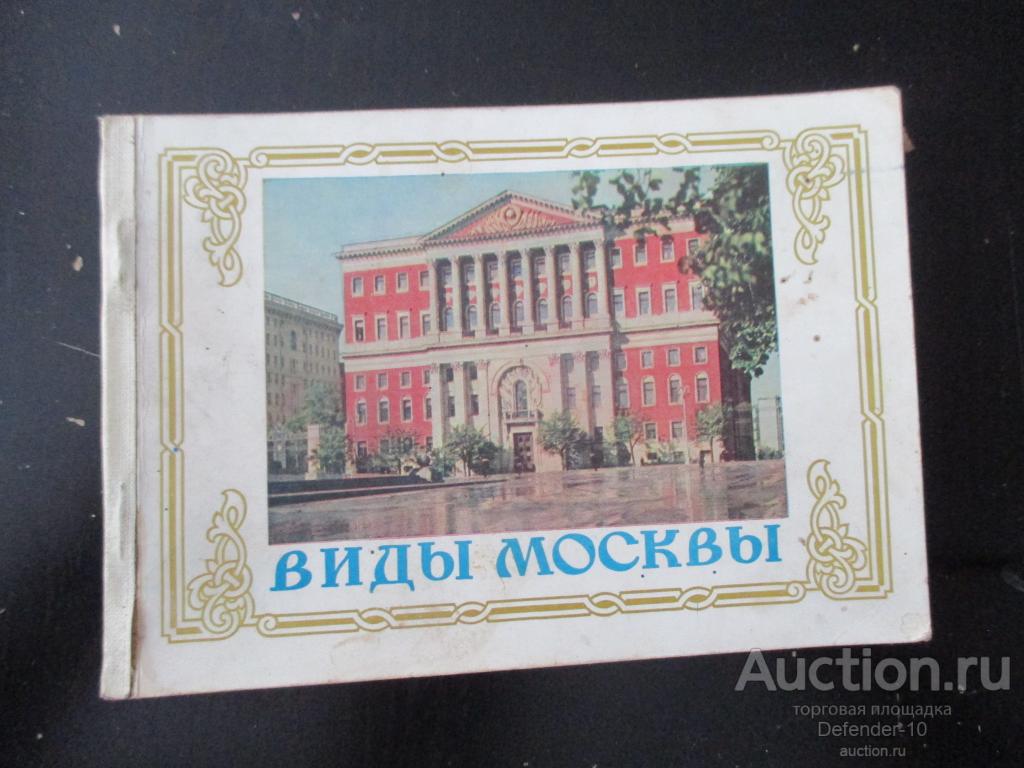 ВИДЫ МОСКВЫ
Auction.ru
торговая площадка
Defender-10
auction.ru